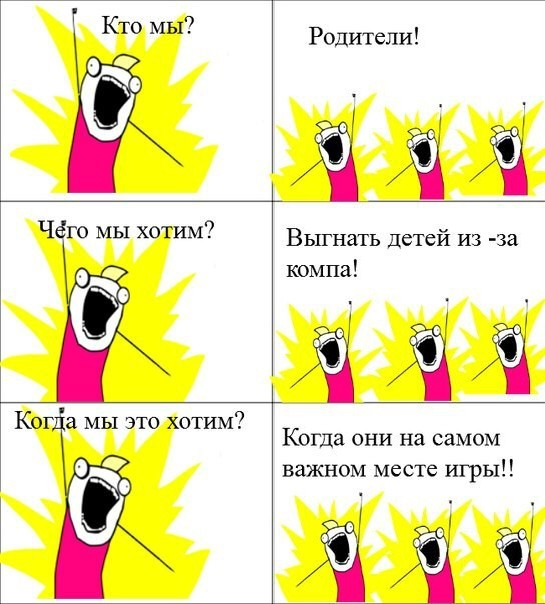 Кто мы?
Родители!
Чего мы хотим?
Выгнать детей из -за
компа!
Когда мы это хотим?
Когда они на самом
важном месте игры!!